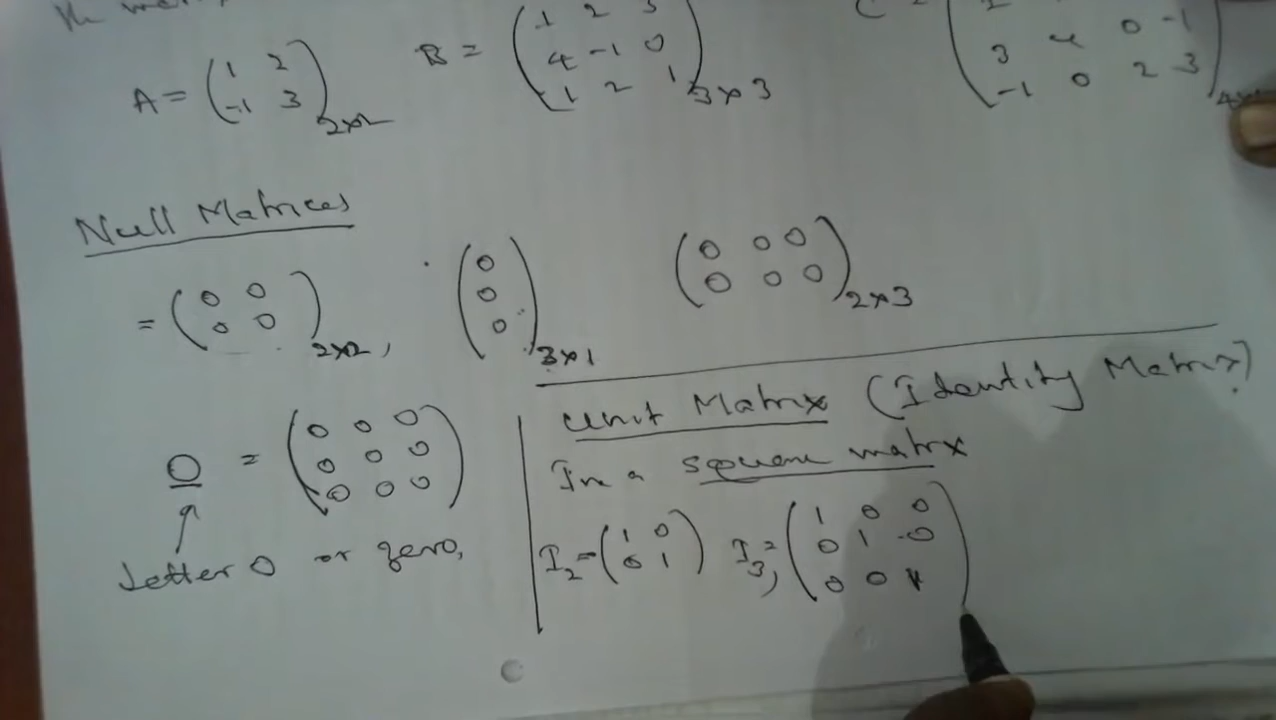 A = ( 1 2
-1 3 ) 2×2
B = ( 1 2 3
4 -1 0
1 2 1 ) 3×3
3 4 0 -1
-1 0 2 3
Null Matrices
= ( 0 0
0 0 ) 2×2,
( 0
0
0 ) 3×1
( 0 0 0
0 0 0 ) 2×3
O = ( 0 0 0
0 0 0
0 0 0 )
Letter O or zero,
Unit Matrix (Identity Matrix)
In a square matrix
I2 = ( 1 0
0 1 )
I3, = ( 1 0 0
0 1 0
0 0 1 )